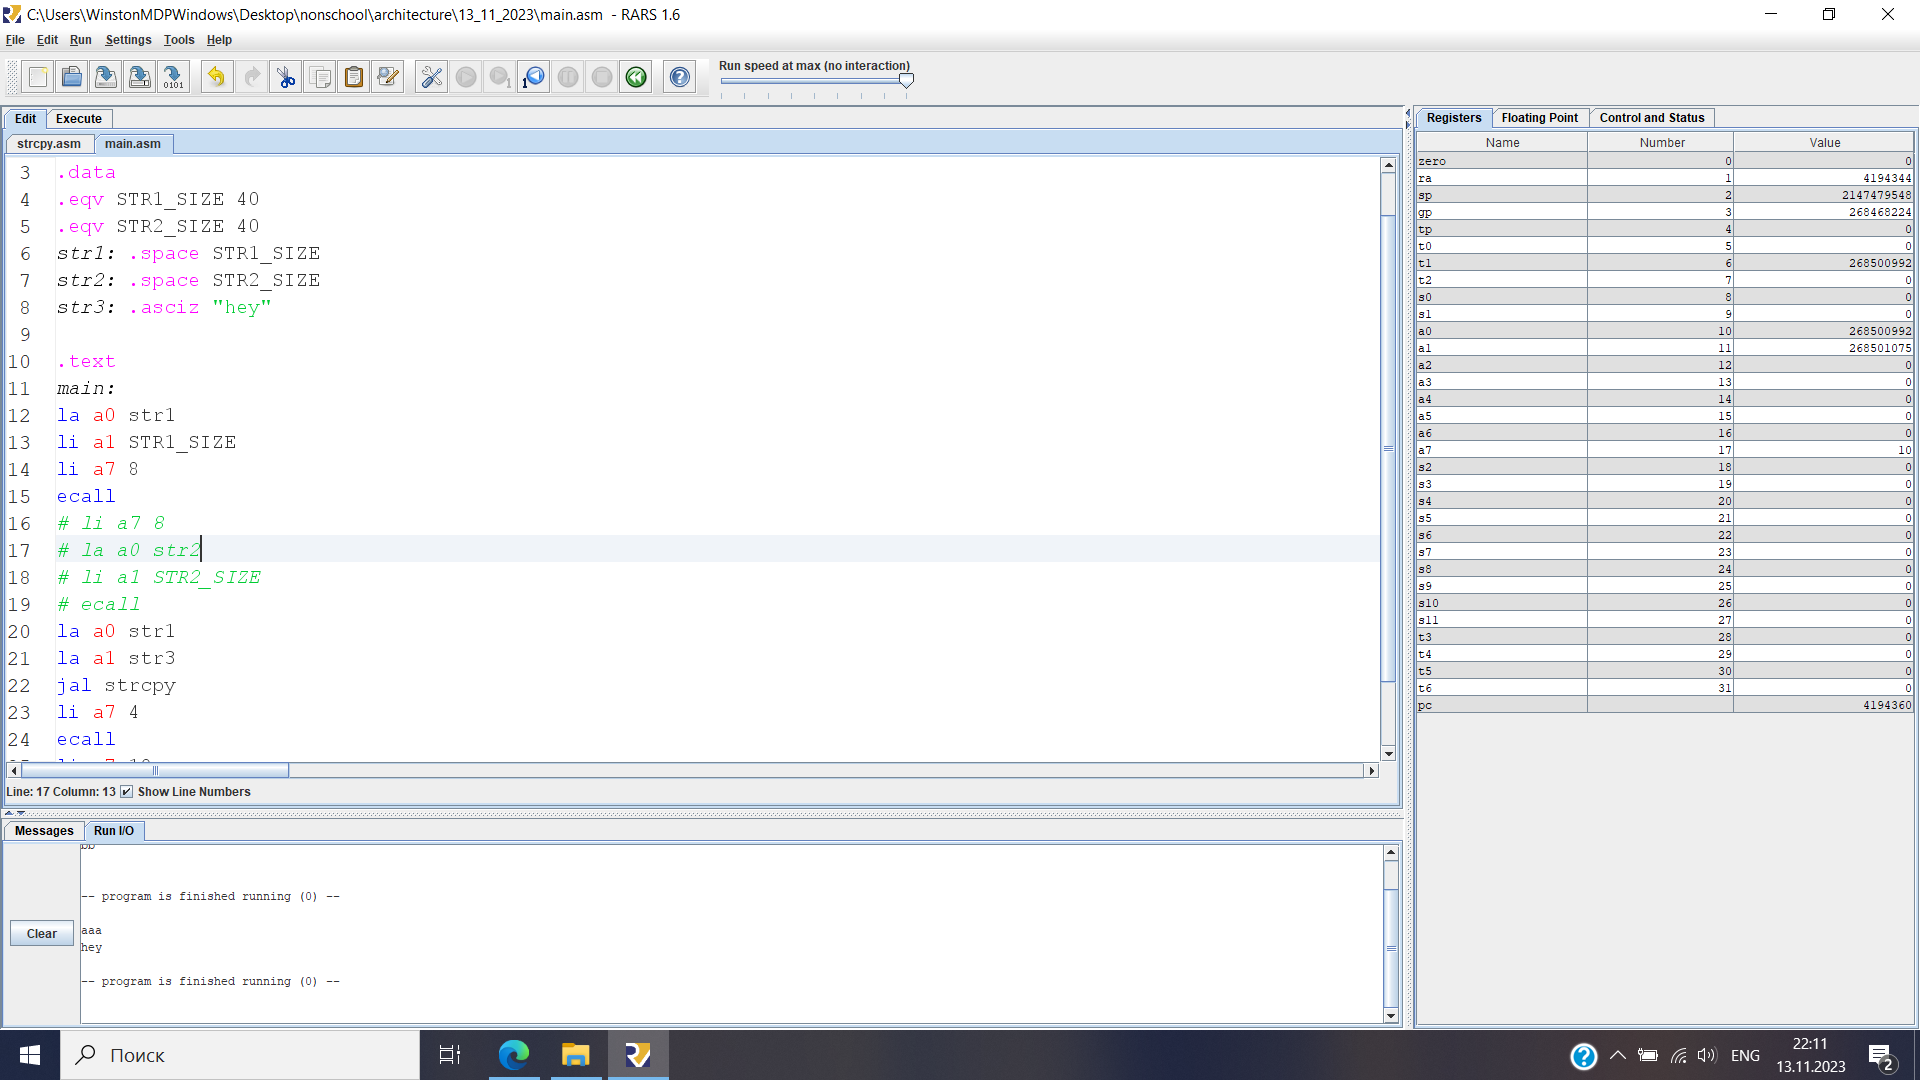 C:\Users\WinstonMDPWindows\Desktop\nonschool\architecture\13_11_2023\main.asm - RARS 1.6
File Edit Run Settings Tools Help
Run speed at max (no interaction)
0101
1
1
Edit Execute
strcpy.asm main.asm
3 .data
4 .eqv STR1_SIZE 40
5 .eqv STR2_SIZE 40
6 str1: .space STR1_SIZE
7 str2: .space STR2_SIZE
8 str3: .asciz "hey"
9
10 .text
11 main:
12 la a0 str1
13 li a1 STR1_SIZE
14 li a7 8
15 ecall
16 # li a7 8
17 # la a0 str2
18 # li a1 STR2_SIZE
19 # ecall
20 la a0 str1
21 la a1 str3
22 jal strcpy
23 li a7 4
24 ecall
Line: 17 Column: 13 Show Line Numbers
Messages Run I/O
Clear
bb
-- program is finished running (0) --
aaa
hey
-- program is finished running (0) --
Registers Floating Point Control and Status
Name Number Value
zero 0 0
ra 1 4194344
sp 2 2147479548
gp 3 268468224
tp 4 0
t0 5 0
t1 6 268500992
t2 7 0
s0 8 0
s1 9 0
a0 10 268500992
a1 11 268501075
a2 12 0
a3 13 0
a4 14 0
a5 15 0
a6 16 0
a7 17 10
s2 18 0
s3 19 0
s4 20 0
s5 21 0
s6 22 0
s7 23 0
s8 24 0
s9 25 0
s10 26 0
s11 27 0
t3 28 0
t4 29 0
t5 30 0
t6 31 0
pc 4194360
Поиск
ENG
22:11
13.11.2023
2